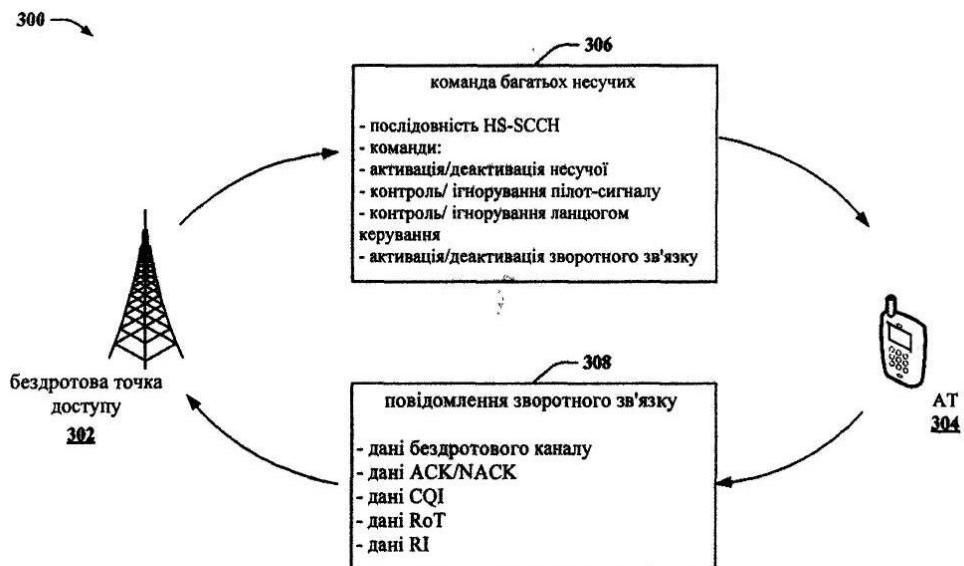 300
306
команда багатьох несучих
- послідовність HS-SCCH
- команди:
- активація/деактивація несучої
- контроль/ ігнорування пілот-сигналу
- контроль/ ігнорування ланцюгом
керування
- активація/деактивація зворотного зв'язку
бездротова точка
доступу
302
АТ
304
308
повідомлення зворотного зв'язку
- дані бездротового каналу
- дані ACK/NACK
- дані CQI
- дані RoT
- дані RI